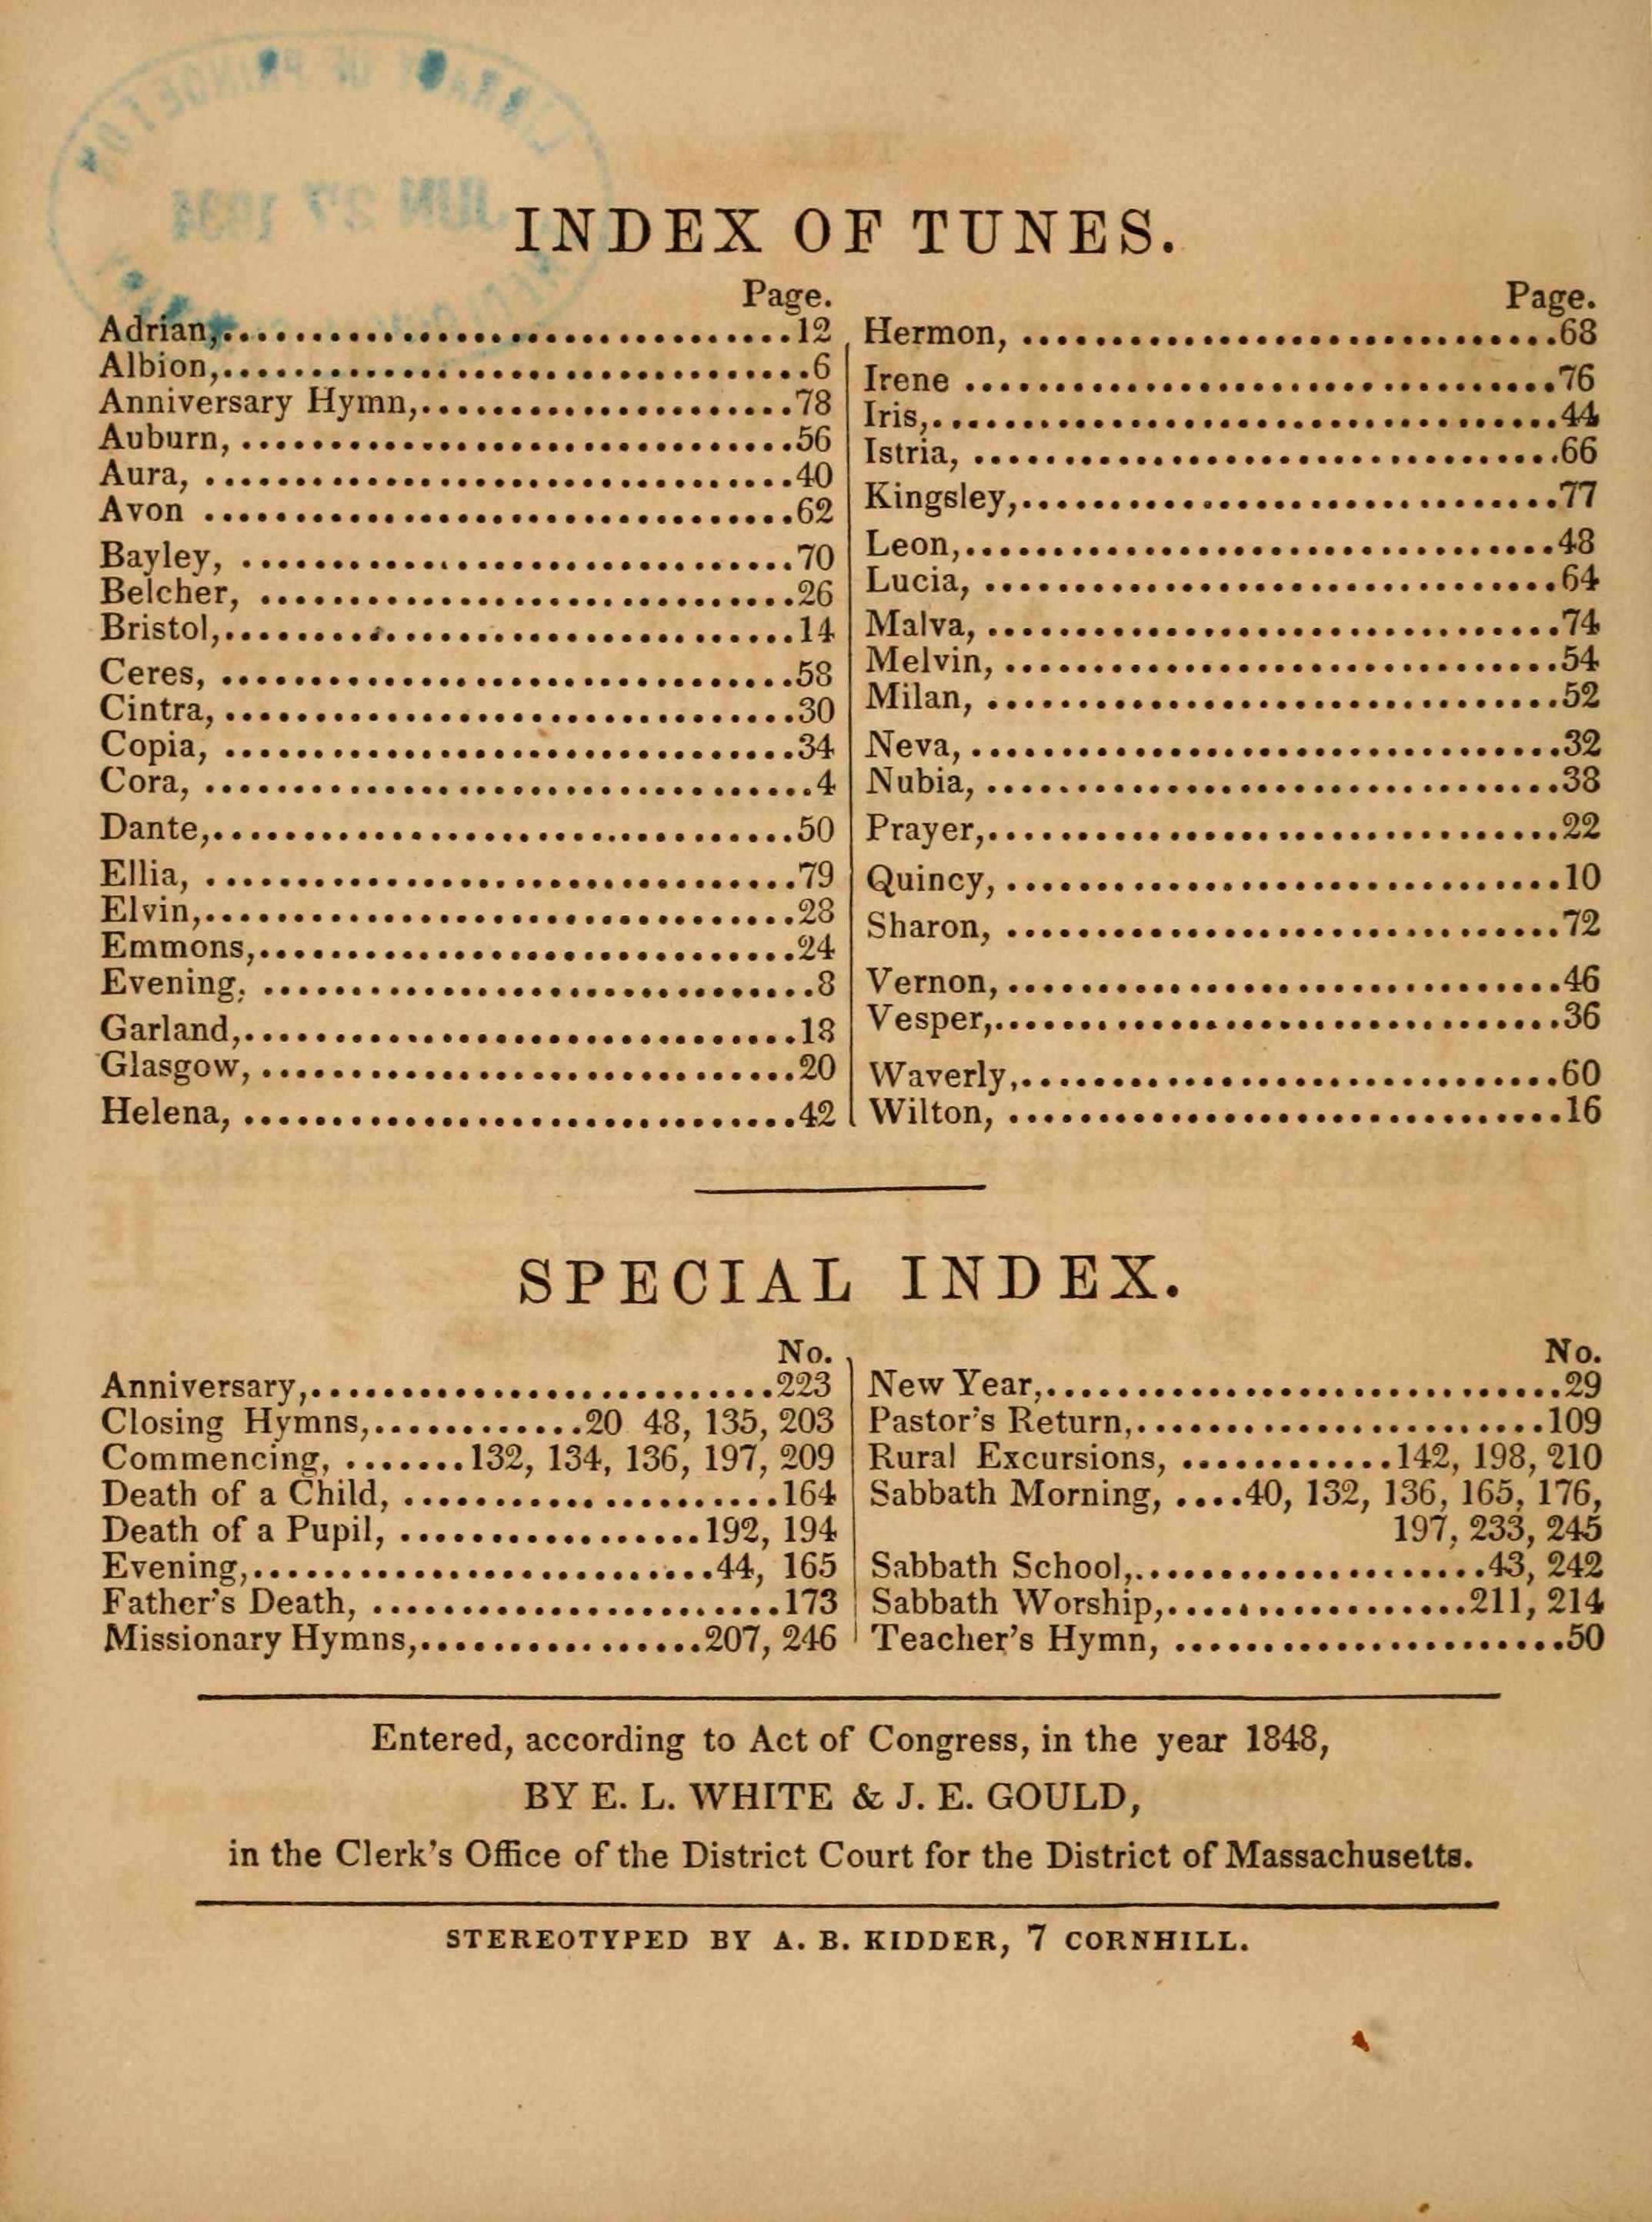 LIBRARY OF PRINCETON
JUN 27 1931
INDEX OF TUNES.
Page.
Adrian,.................................12
Albion,.................................6
Anniversary Hymn,.....................78
Auburn, ...............................56
Aura, .................................40
Avon .................................62
Bayley, ...............................70
Belcher, ..............................26
Bristol,................................14
Ceres, ................................58
Cintra, ................................30
Copia, ................................34
Cora, ..................................4
Dante,.................................50
Ellia, .................................79
Elvin,.................................28
Emmons,..............................24
Evening. ...............................8
Garland,...............................18
Glasgow, ..............................20
Helena, ...............................42
Page.
Hermon, ..............................68
Irene .................................76
Iris,...................................44
Istria, .................................66
Kingsley,..............................77
Leon,.................................48
Lucia, ................................64
Malva, ................................74
Melvin, ...............................54
Milan, ................................52
Neva, .................................32
Nubia, ................................38
Prayer,................................22
Quincy, ...............................10
Sharon, ...............................72
Vernon, ...............................46
Vesper,................................36
Waverly,..............................60
Wilton, ...............................16
SPECIAL INDEX.
No.
Anniversary,..........................223
Closing Hymns,............20 48, 135, 203
Commencing, .......132, 134, 136, 197, 209
Death of a Child, .....................164
Death of a Pupil, .................192, 194
Evening,..........................44, 165
Father's Death, .......................173
Missionary Hymns,................207, 246
No.
New Year,.............................29
Pastor's Return,.......................109
Rural Excursions, ............142, 198, 210
Sabbath Morning, ....40, 132, 136, 165, 176,
197, 233, 245
Sabbath School,....................43, 242
Sabbath Worship,.................211, 214
Teacher's Hymn, ......................50
Entered, according to Act of Congress, in the year 1848,
BY E. L. WHITE & J. E. GOULD,
in the Clerk's Office of the District Court for the District of Massachusetts.
STEREOTYPED BY A. B. KIDDER, 7 CORNHILL.